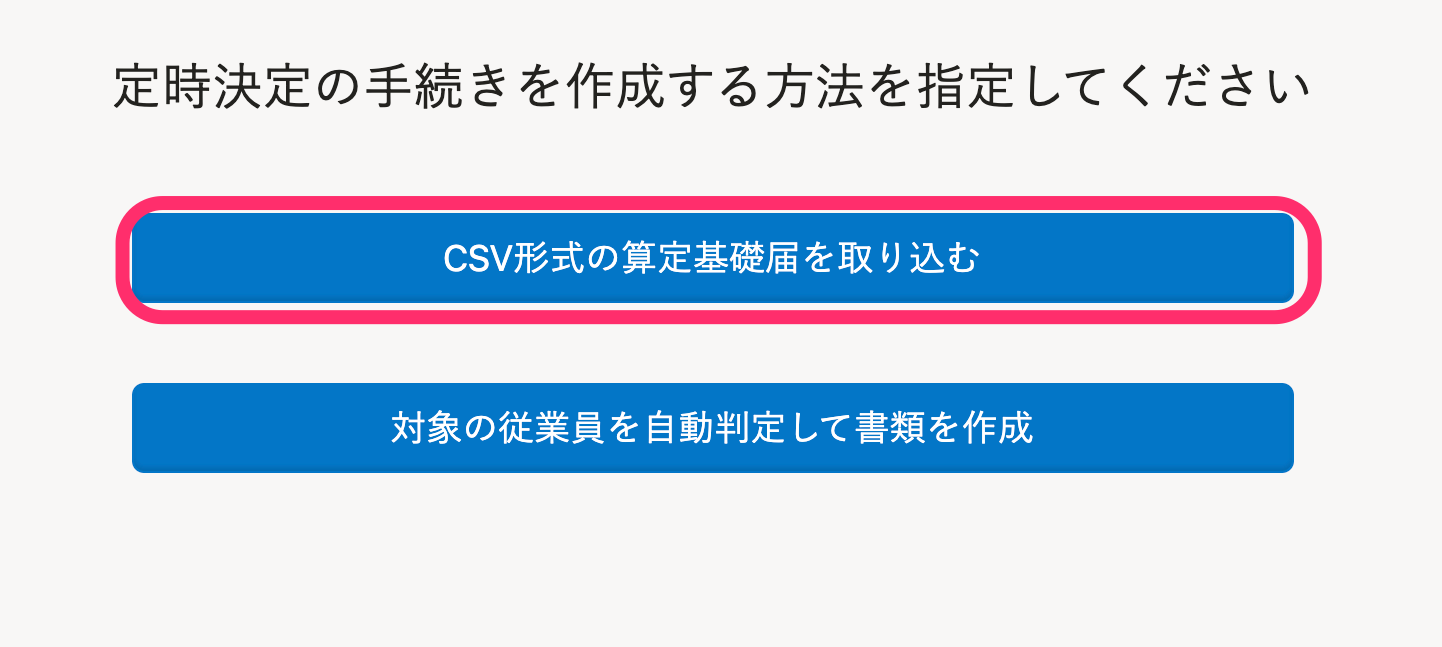 定時決定の手続きを作成する方法を指定してください
CSV形式の算定基礎届を取り込む
対象の従業員を自動判定して書類を作成